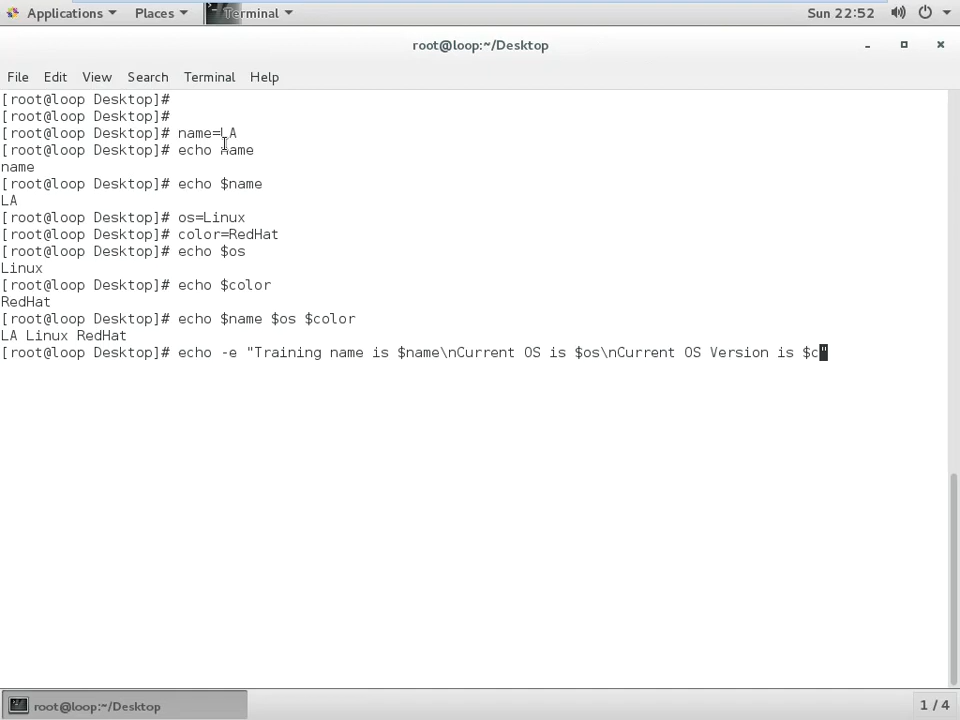 Applications Places Terminal Sun 22:52
root@loop:~/Desktop
File Edit View Search Terminal Help
[root@loop Desktop]#
[root@loop Desktop]#
[root@loop Desktop]# name=LA
[root@loop Desktop]# echo name
name
[root@loop Desktop]# echo $name
LA
[root@loop Desktop]# os=Linux
[root@loop Desktop]# color=RedHat
[root@loop Desktop]# echo $os
Linux
[root@loop Desktop]# echo $color
RedHat
[root@loop Desktop]# echo $name $os $color
LA Linux RedHat
[root@loop Desktop]# echo -e "Training name is $name\nCurrent OS is $os\nCurrent OS Version is $c"
root@loop:~/Desktop 1 / 4